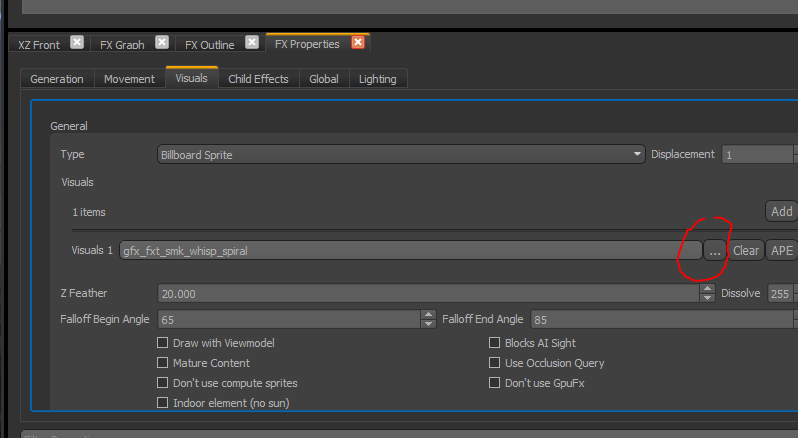 XZ Front FX Graph FX Outline FX Properties
Generation Movement Visuals Child Effects Global Lighting
General
Type Billboard Sprite Displacement 1
Visuals
1 items Add
Visuals 1 gfx_fxt_smk_whisp_spiral ... Clear APE
Z Feather 20.000 Dissolve 255
Falloff Begin Angle 65 Falloff End Angle 85
Draw with Viewmodel Blocks AI Sight
Mature Content Use Occlusion Query
Don't use compute sprites Don't use GpuFx
Indoor element (no sun)